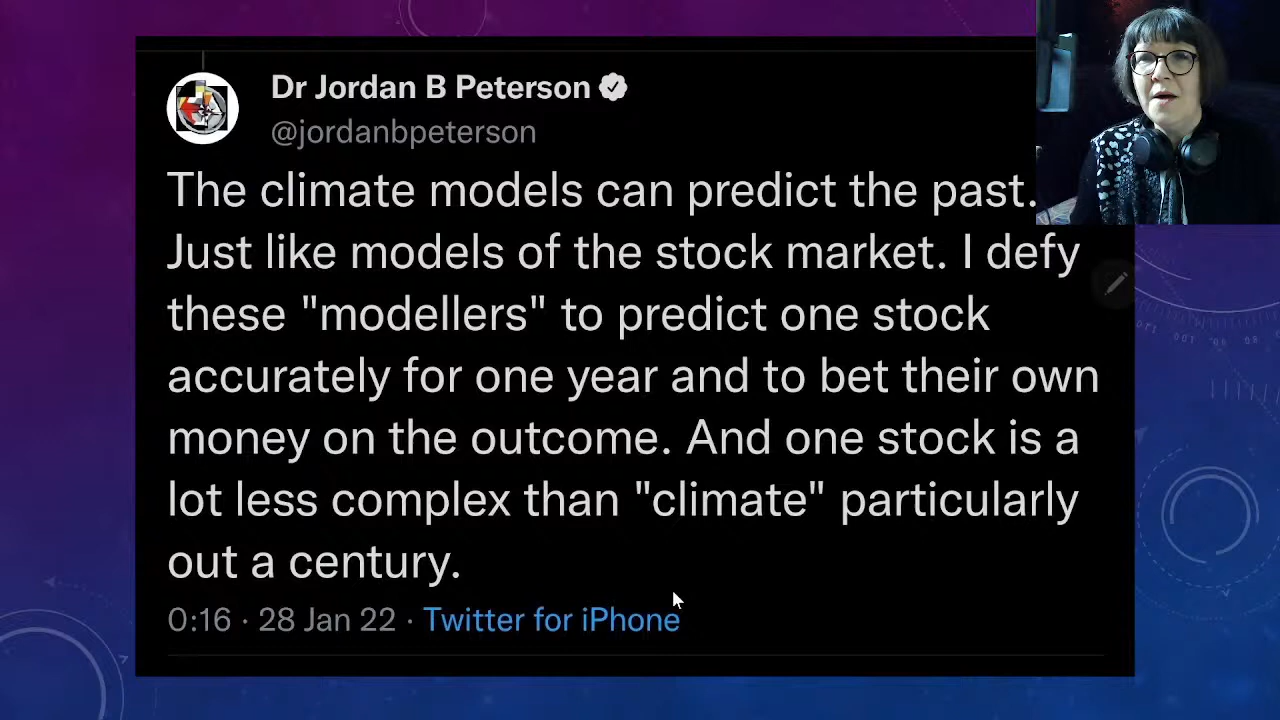 Dr Jordan B Peterson
@jordanbpeterson
The climate models can predict the past.
Just like models of the stock market. I defy
these "modellers" to predict one stock
accurately for one year and to bet their own
money on the outcome. And one stock is a
lot less complex than "climate" particularly
out a century.
0:16 · 28 Jan 22 · Twitter for iPhone